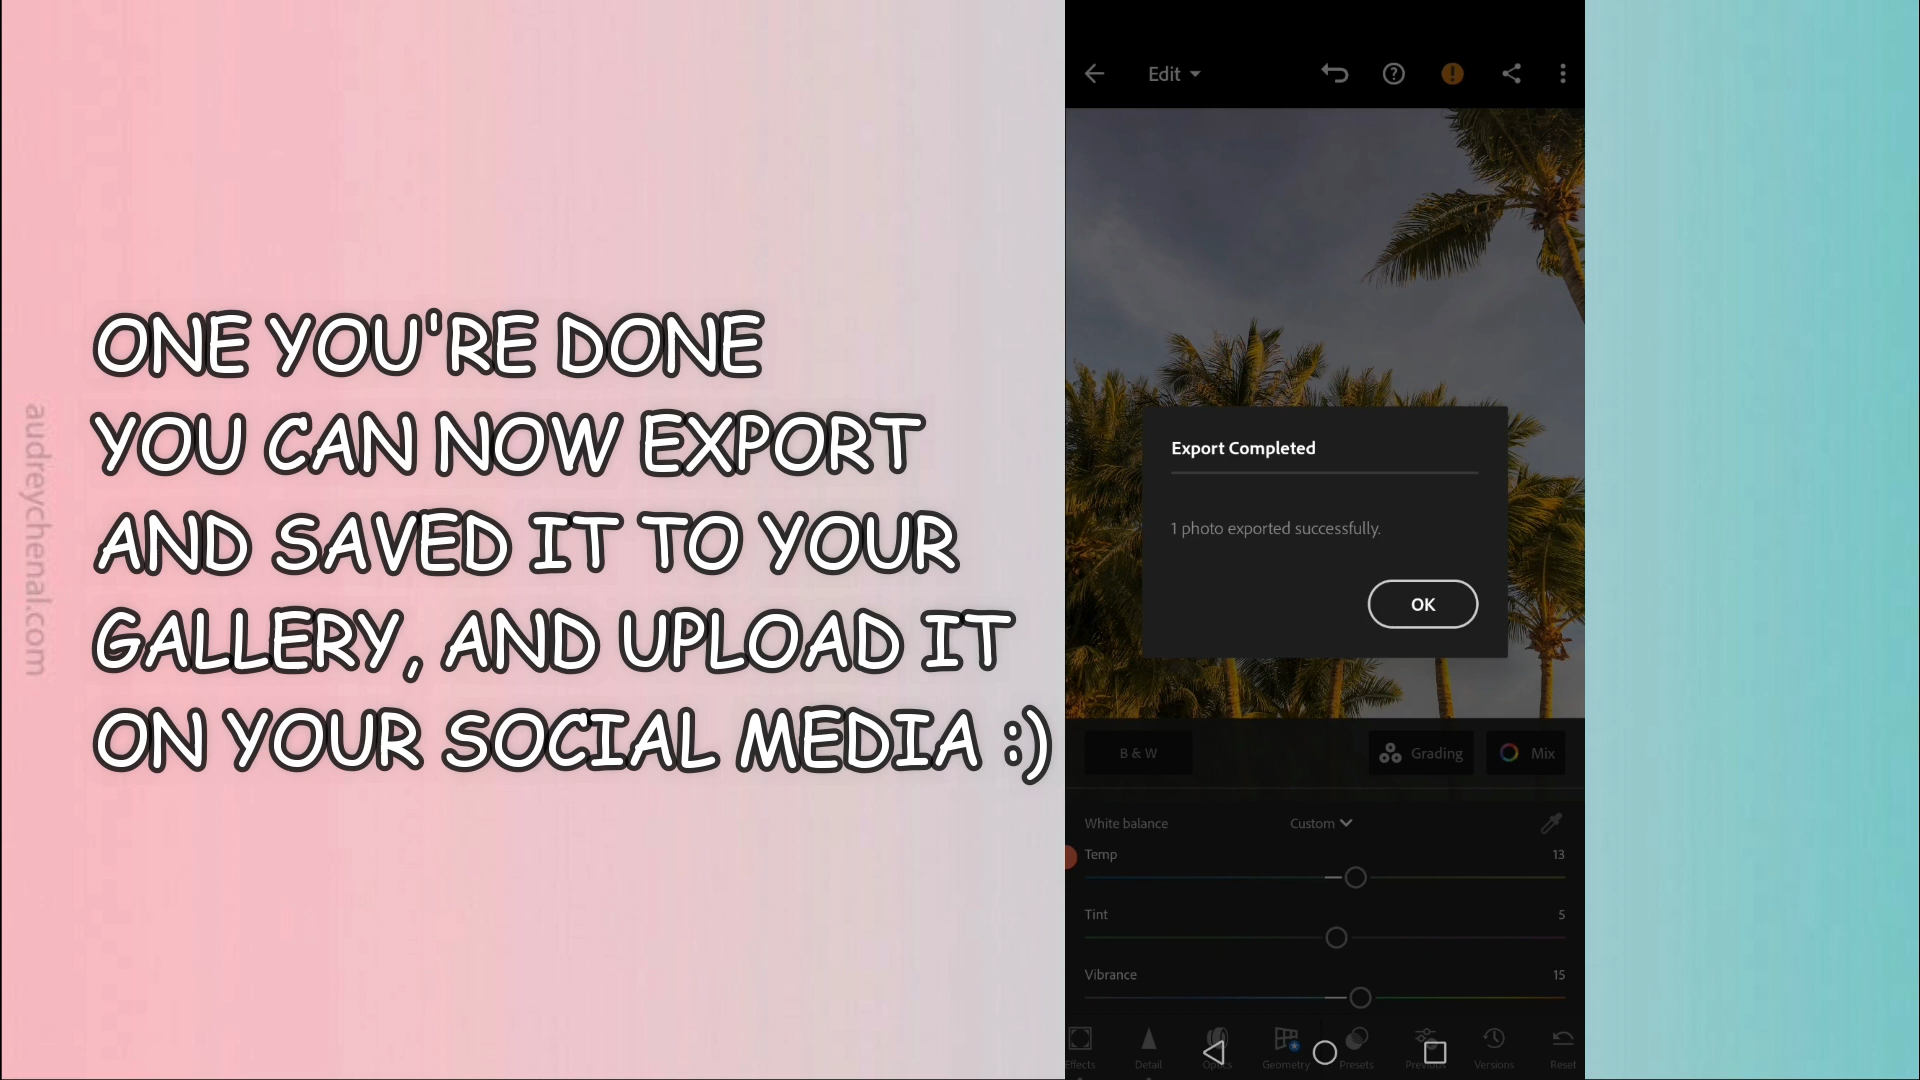 audreychenal.com
ONE YOU'RE DONE
YOU CAN NOW EXPORT
AND SAVED IT TO YOUR
GALLERY, AND UPLOAD IT
ON YOUR SOCIAL MEDIA :)
Edit
Export Completed
1 photo exported successfully.
OK
B & W Grading Mix
White balance Custom
Temp 13
Tint 5
Vibrance 15
Effects Detail Optics Geometry Presets Previous Versions Reset